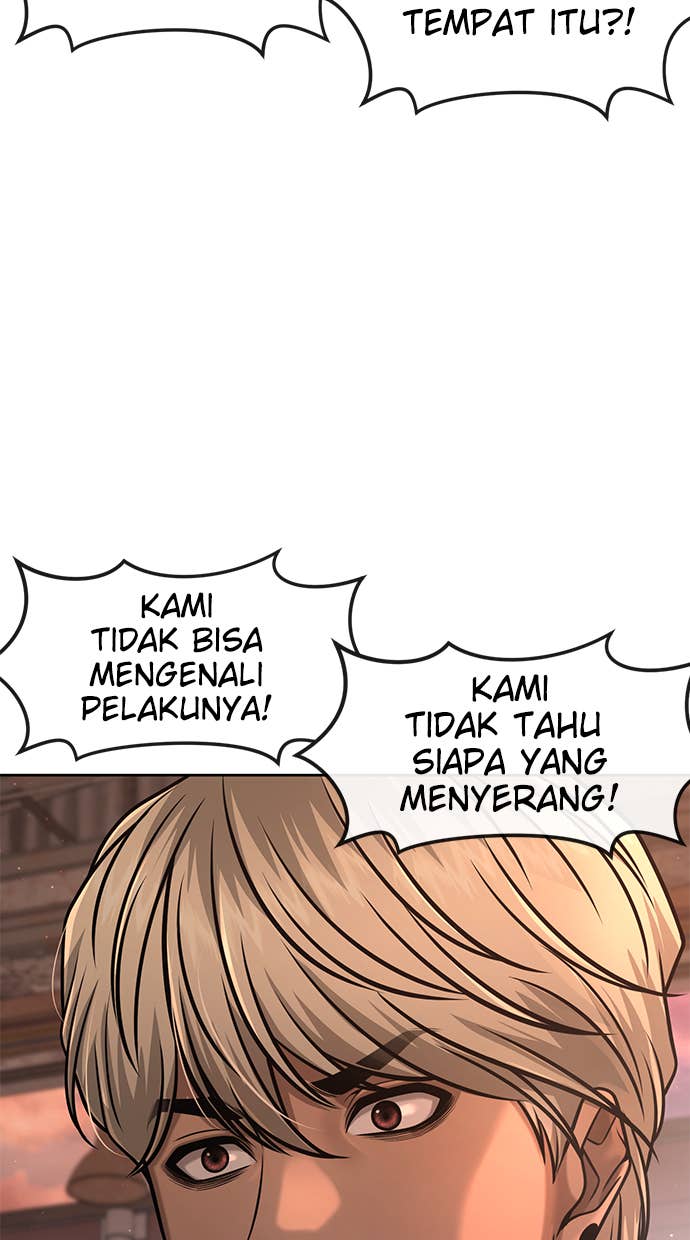 TEMPAT ITU?!
KAMI
TIDAK BISA
MENGENALI
PELAKUNYA!
KAMI
TIDAK TAHU
SIAPA YANG
MENYERANG!